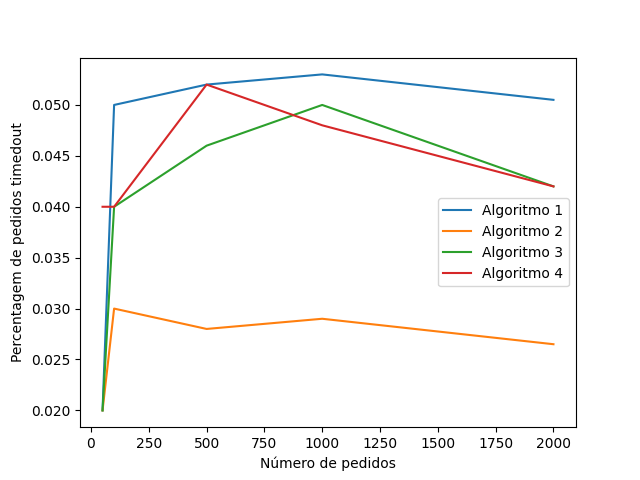 Percentagem de pedidos timedout
0.050
0.045
0.040
0.035
0.030
0.025
0.020
Algoritmo 1
Algoritmo 2
Algoritmo 3
Algoritmo 4
0 250 500 750 1000 1250 1500 1750 2000
Número de pedidos